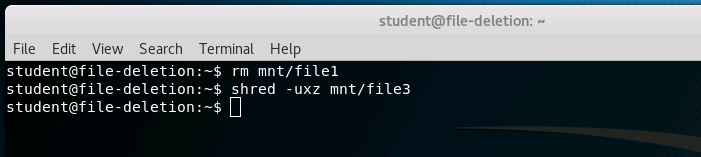 student@file-deletion: ~
File Edit View Search Terminal Help
student@file-deletion:~$ rm mnt/file1
student@file-deletion:~$ shred -uxz mnt/file3
student@file-deletion:~$